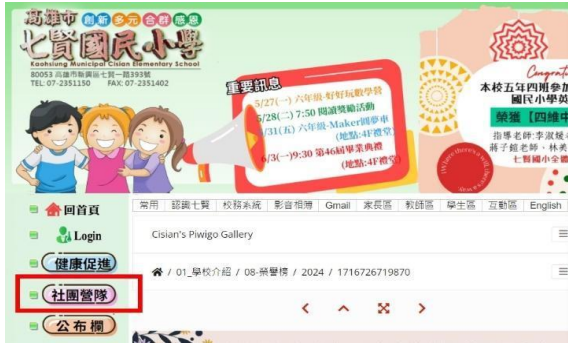 高雄市 創新 多元 合群 感恩
七賢國民小學
Kaohsiung Municipal Cisian Elementary School
80053 高雄市新興區七賢一路393號
TEL: 07-2351150 FAX: 07-2351402
重要訊息
5/27(一) 六年級-好好玩數學營
5/28(二) 7:50 閱讀獎勵活動
5/31(五) 六年級-Maker圓夢車
(地點:4F禮堂)
6/3(一)9:30 第46屆畢業典禮
(地點:4F禮堂)
Congratu
本校五年四班參加
國民小學英
榮獲【四維中
指導老師:李淑媛
蔣子鎧老師、林美
七賢國小全體
回首頁
Login
健康促進
社團營隊
公布欄
常用 認識七賢 校務系統 影音相簿 Gmail 家長區 教師區 學生區 互動區 English
Cisian's Piwigo Gallery
/ 01_學校介紹 / 08-榮譽榜 / 2024 / 1716726719870